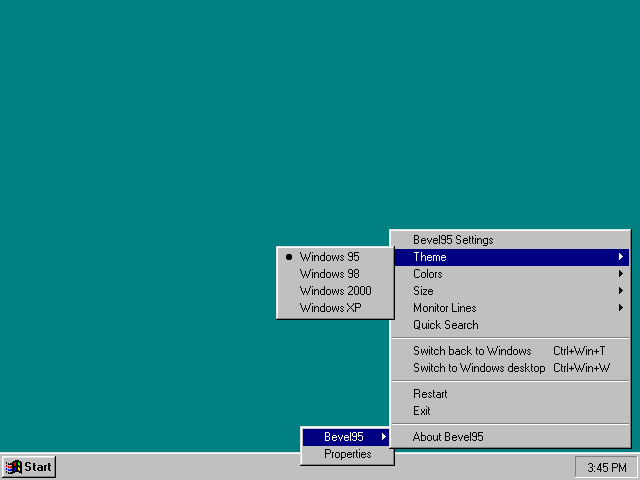 Bevel95 Settings
Theme
Colors
Size
Monitor Lines
Quick Search
Switch back to Windows Ctrl+Win+T
Switch to Windows desktop Ctrl+Win+W
Restart
Exit
About Bevel95
Windows 95
Windows 98
Windows 2000
Windows XP
Bevel95
Properties
Start
3:45 PM